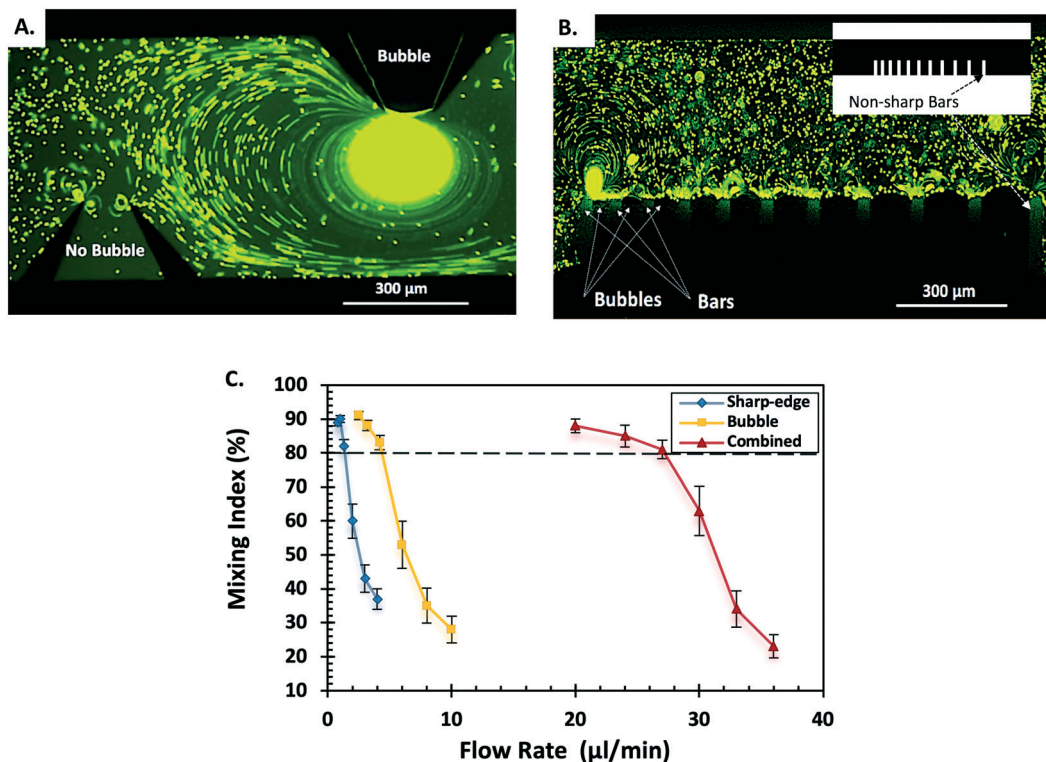 A.
Bubble
No Bubble
300 µm
B.
Non-sharp Bars
Bubbles
Bars
300 µm
C.
Mixing Index (%)
100
90
80
70
60
50
40
30
20
10
Sharp-edge
Bubble
Combined
0 10 20 30 40
Flow Rate (µl/min)